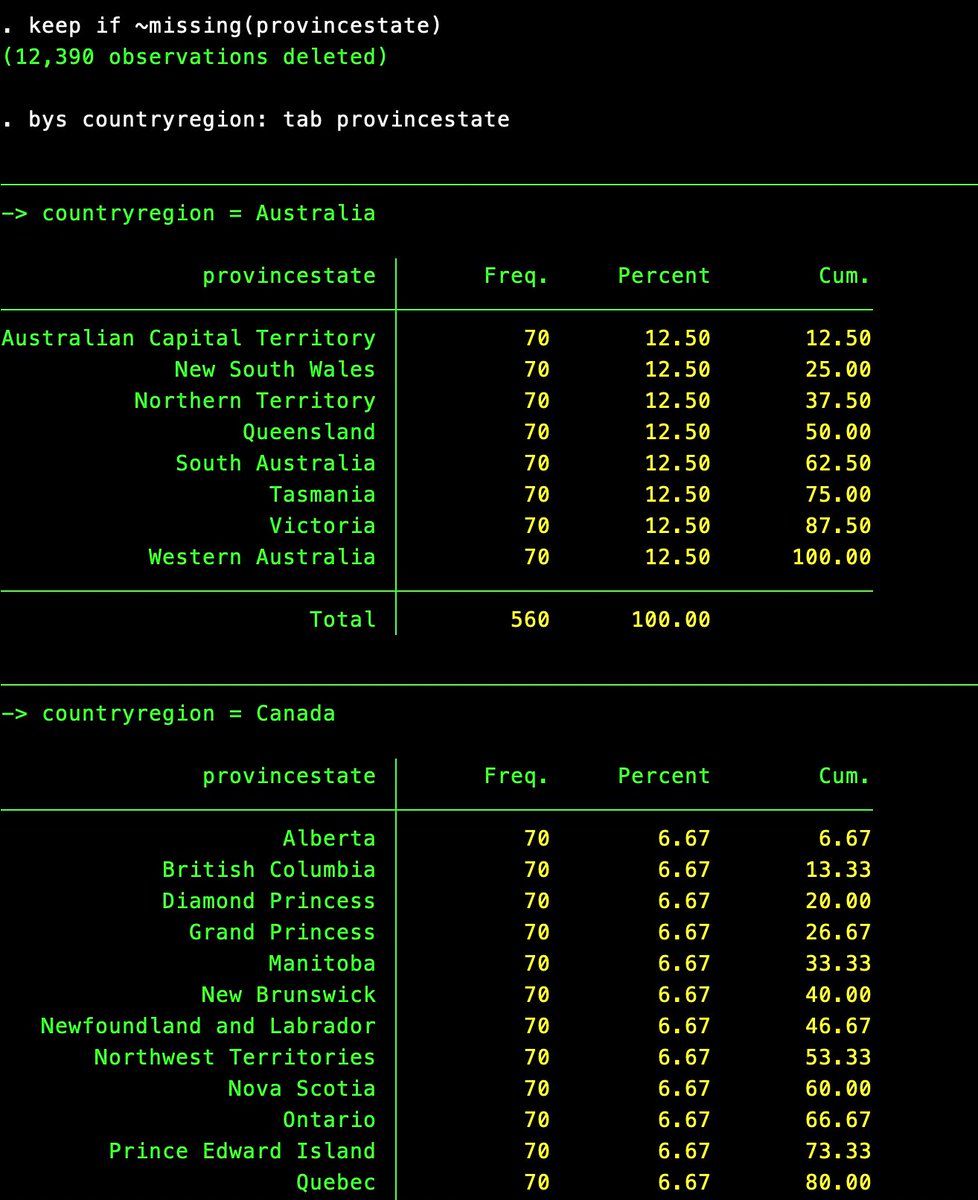 . keep if ~missing(provincestate)
(12,390 observations deleted)
. bys countryregion: tab provincestate
-> countryregion = Australia
provincestate Freq. Percent Cum.
Australian Capital Territory 70 12.50 12.50
New South Wales 70 12.50 25.00
Northern Territory 70 12.50 37.50
Queensland 70 12.50 50.00
South Australia 70 12.50 62.50
Tasmania 70 12.50 75.00
Victoria 70 12.50 87.50
Western Australia 70 12.50 100.00
Total 560 100.00
-> countryregion = Canada
provincestate Freq. Percent Cum.
Alberta 70 6.67 6.67
British Columbia 70 6.67 13.33
Diamond Princess 70 6.67 20.00
Grand Princess 70 6.67 26.67
Manitoba 70 6.67 33.33
New Brunswick 70 6.67 40.00
Newfoundland and Labrador 70 6.67 46.67
Northwest Territories 70 6.67 53.33
Nova Scotia 70 6.67 60.00
Ontario 70 6.67 66.67
Prince Edward Island 70 6.67 73.33
Quebec 70 6.67 80.00